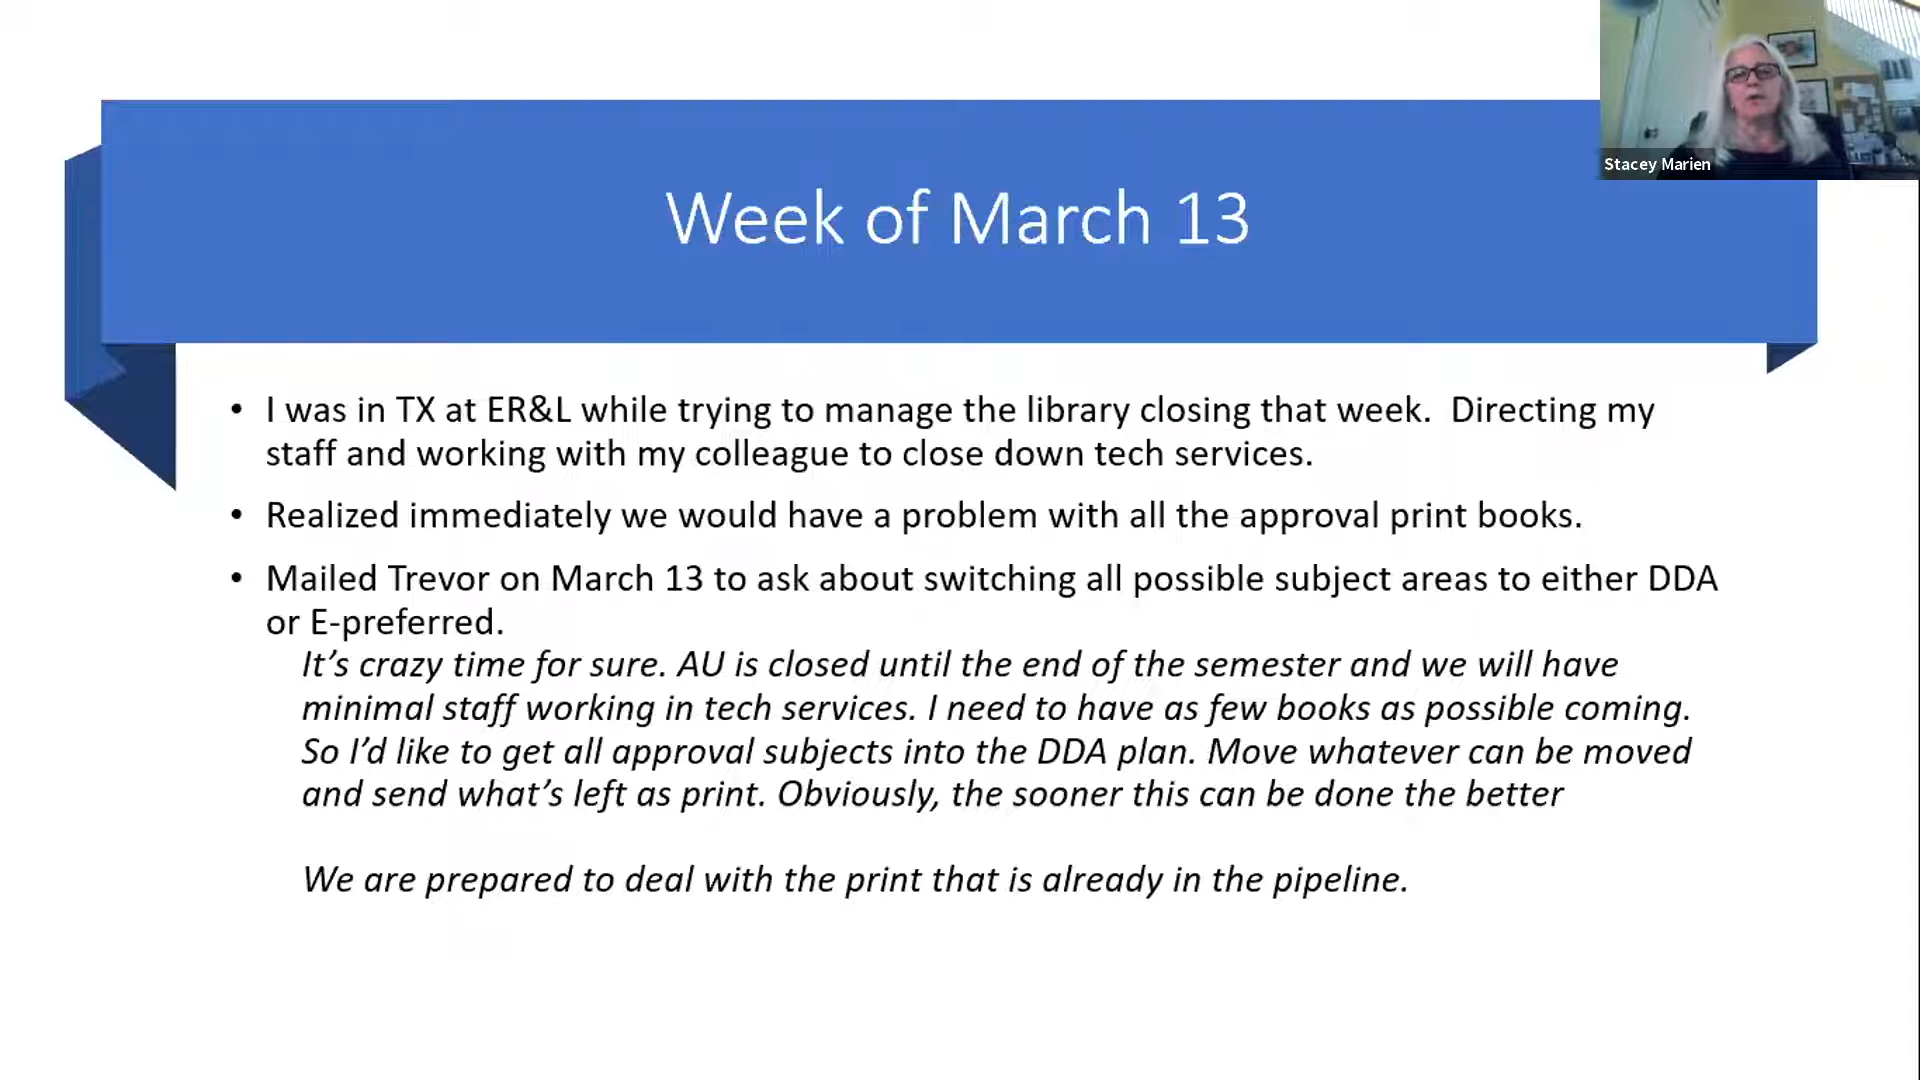 Stacey Marien
Week of March 13
• I was in TX at ER&L while trying to manage the library closing that week.  Directing my
staff and working with my colleague to close down tech services.
• Realized immediately we would have a problem with all the approval print books.
• Mailed Trevor on March 13 to ask about switching all possible subject areas to either DDA
or E-preferred.
It’s crazy time for sure. AU is closed until the end of the semester and we will have
minimal staff working in tech services. I need to have as few books as possible coming.
So I’d like to get all approval subjects into the DDA plan. Move whatever can be moved
and send what’s left as print. Obviously, the sooner this can be done the better
We are prepared to deal with the print that is already in the pipeline.